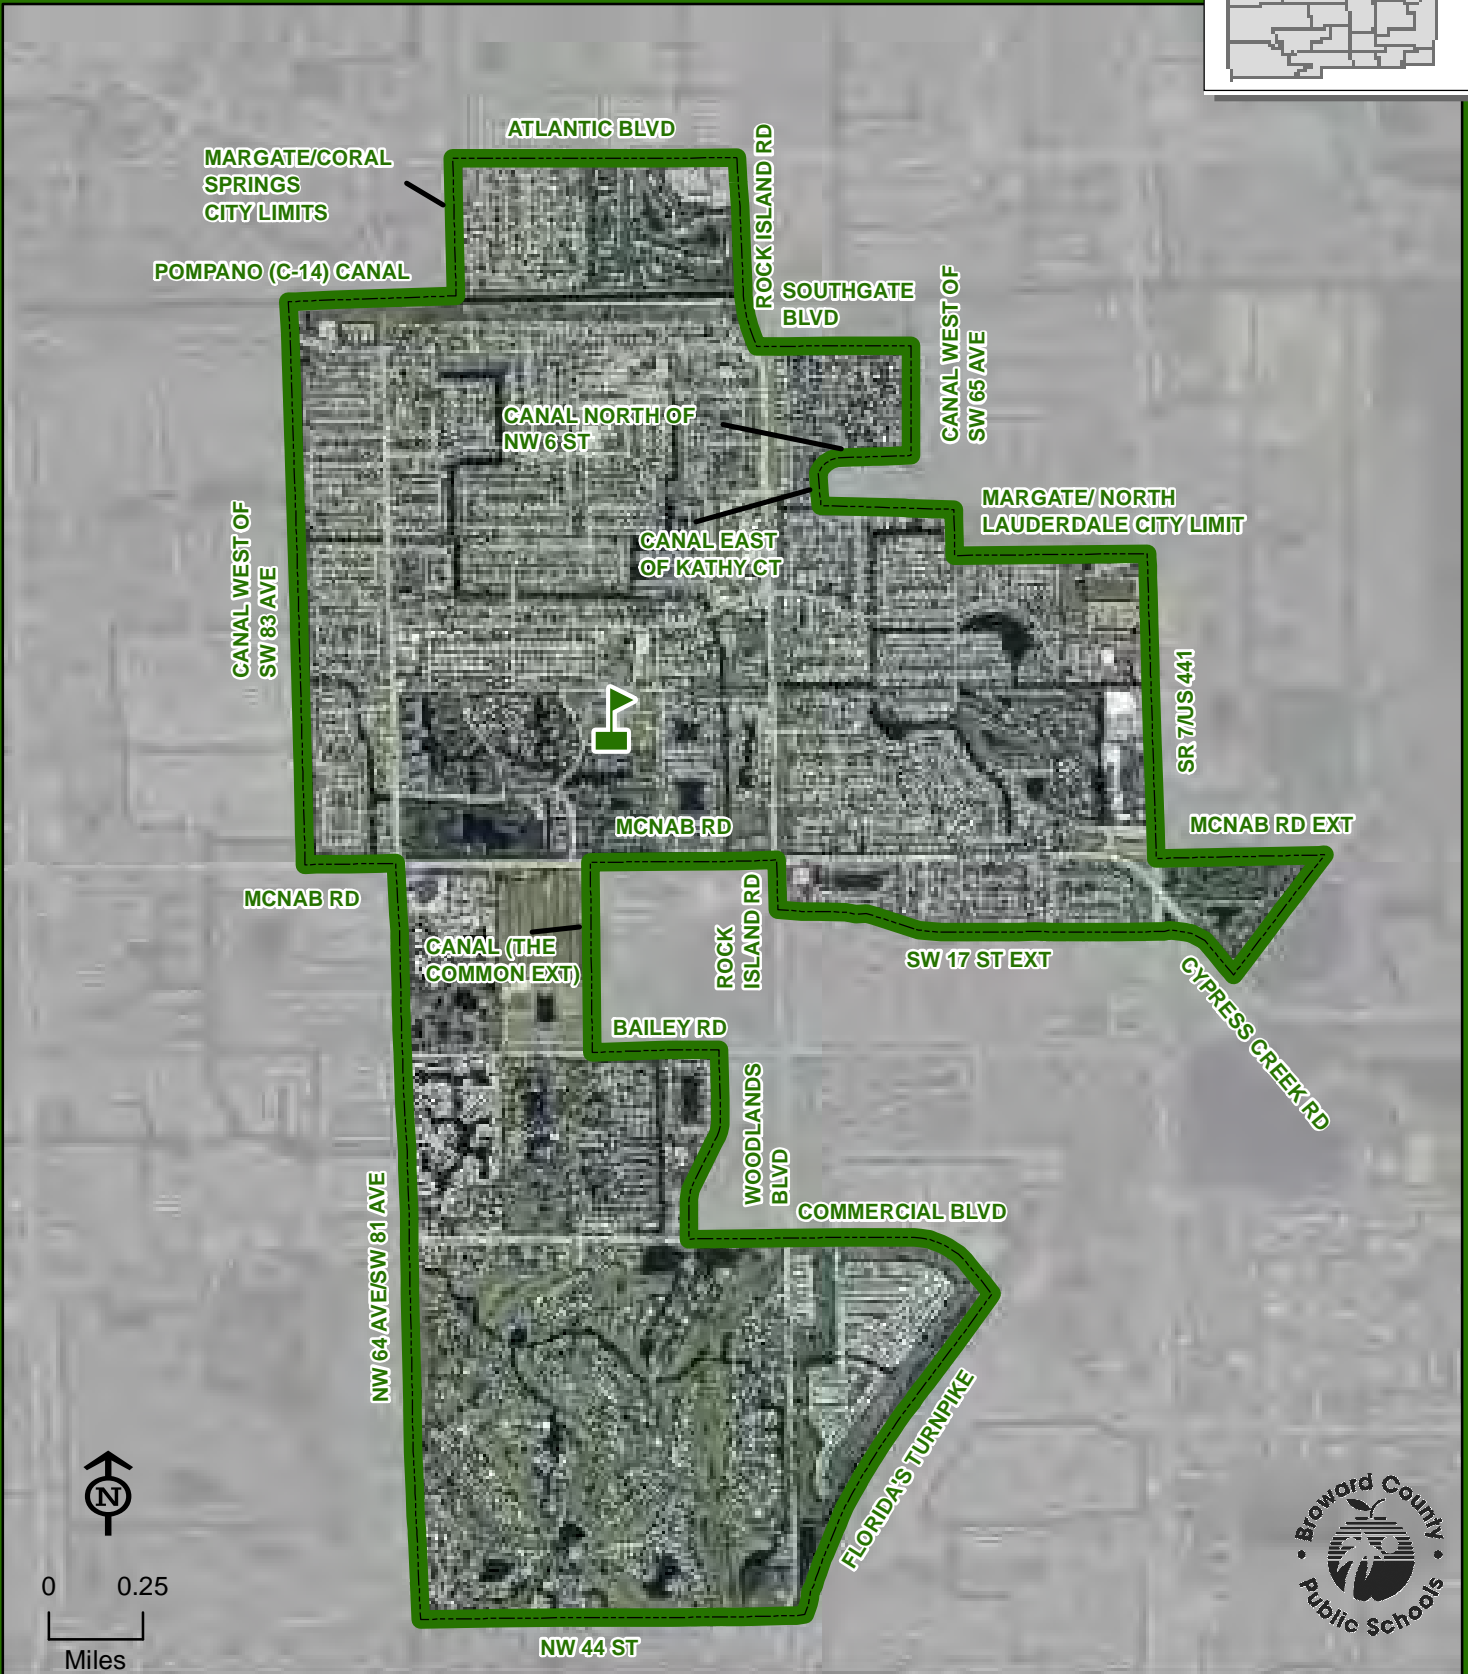 ATLANTIC BLVD
MARGATE/CORAL
SPRINGS
CITY LIMITS
ROCK ISLAND RD
POMPANO (C-14) CANAL
SOUTHGATE
BLVD
CANAL WEST OF
SW 65 AVE
CANAL NORTH OF
NW 6 ST
MARGATE/ NORTH
LAUDERDALE CITY LIMIT
CANAL EAST
OF KATHY CT
CANAL WEST OF
SW 83 AVE
SR 7/US 441
MCNAB RD
MCNAB RD EXT
MCNAB RD
ROCK
ISLAND RD
CANAL (THE
COMMON EXT)
SW 17 ST EXT
CYPRESS CREEK RD
BAILEY RD
WOODLANDS
BLVD
COMMERCIAL BLVD
NW 64 AVE/SW 81 AVE
FLORIDA'S TURNPIKE
N
0 0.25
Miles
NW 44 ST
Broward County
Public Schools